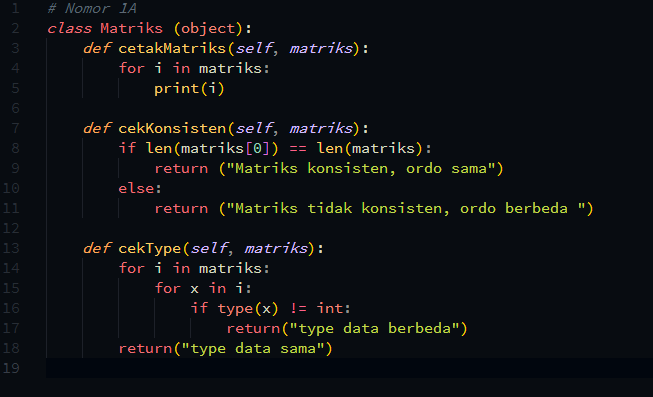 1 # Nomor 1A
2 class Matriks (object):
3     def cetakMatriks(self, matriks):
4         for i in matriks:
5             print(i)
6
7     def cekKonsisten(self, matriks):
8         if len(matriks[0]) == len(matriks):
9             return ("Matriks konsisten, ordo sama")
10         else:
11             return ("Matriks tidak konsisten, ordo berbeda ")
12
13     def cekType(self, matriks):
14         for i in matriks:
15             for x in i:
16                 if type(x) != int:
17                     return("type data berbeda")
18         return("type data sama")
19